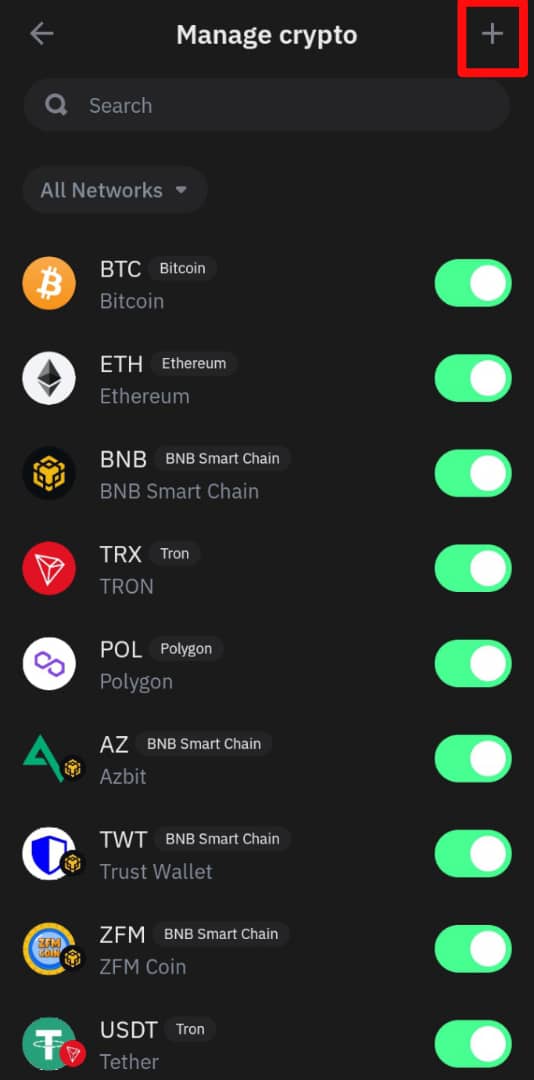 Manage crypto
Search
All Networks
BTC Bitcoin
Bitcoin
ETH Ethereum
Ethereum
BNB BNB Smart Chain
BNB Smart Chain
TRX Tron
TRON
POL Polygon
Polygon
AZ BNB Smart Chain
Azbit
TWT BNB Smart Chain
Trust Wallet
ZFM BNB Smart Chain
ZFM COIN
ZFM Coin
USDT Tron
Tether